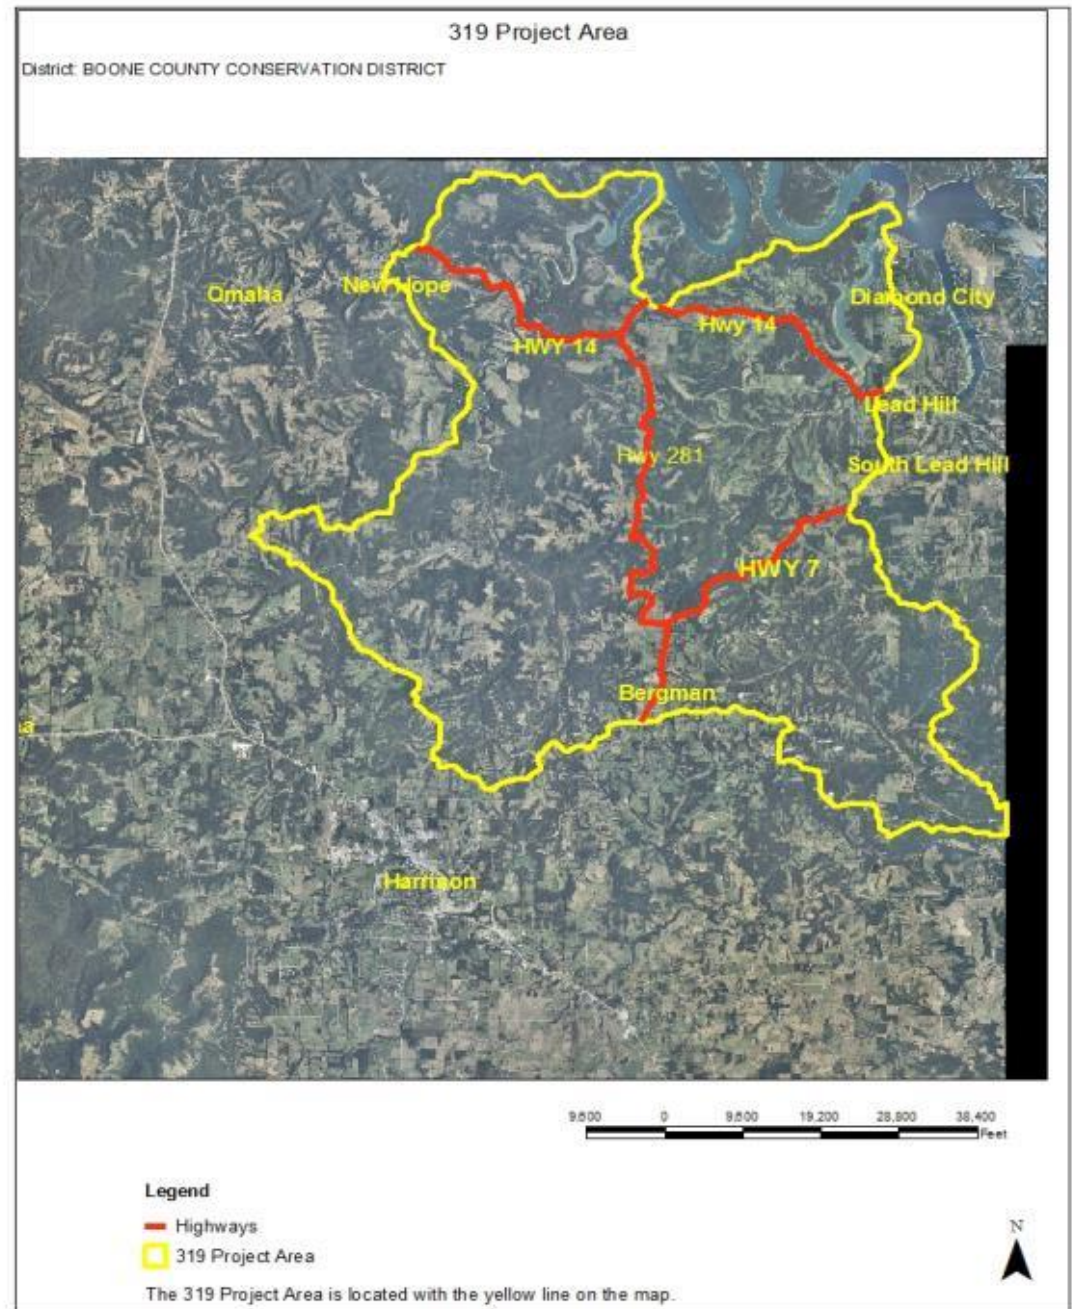 319 Project Area
District: BOONE COUNTY CONSERVATION DISTRICT
Omaha
New Hope
Diamond City
HWY 14
Hwy 14
Lead Hill
Hwy 281
South Lead Hill
HWY 7
Bergman
Harrison
9,600 0 9,600 19,200 28,800 38,400
Feet
Legend
Highways
319 Project Area
N
The 319 Project Area is located with the yellow line on the map.